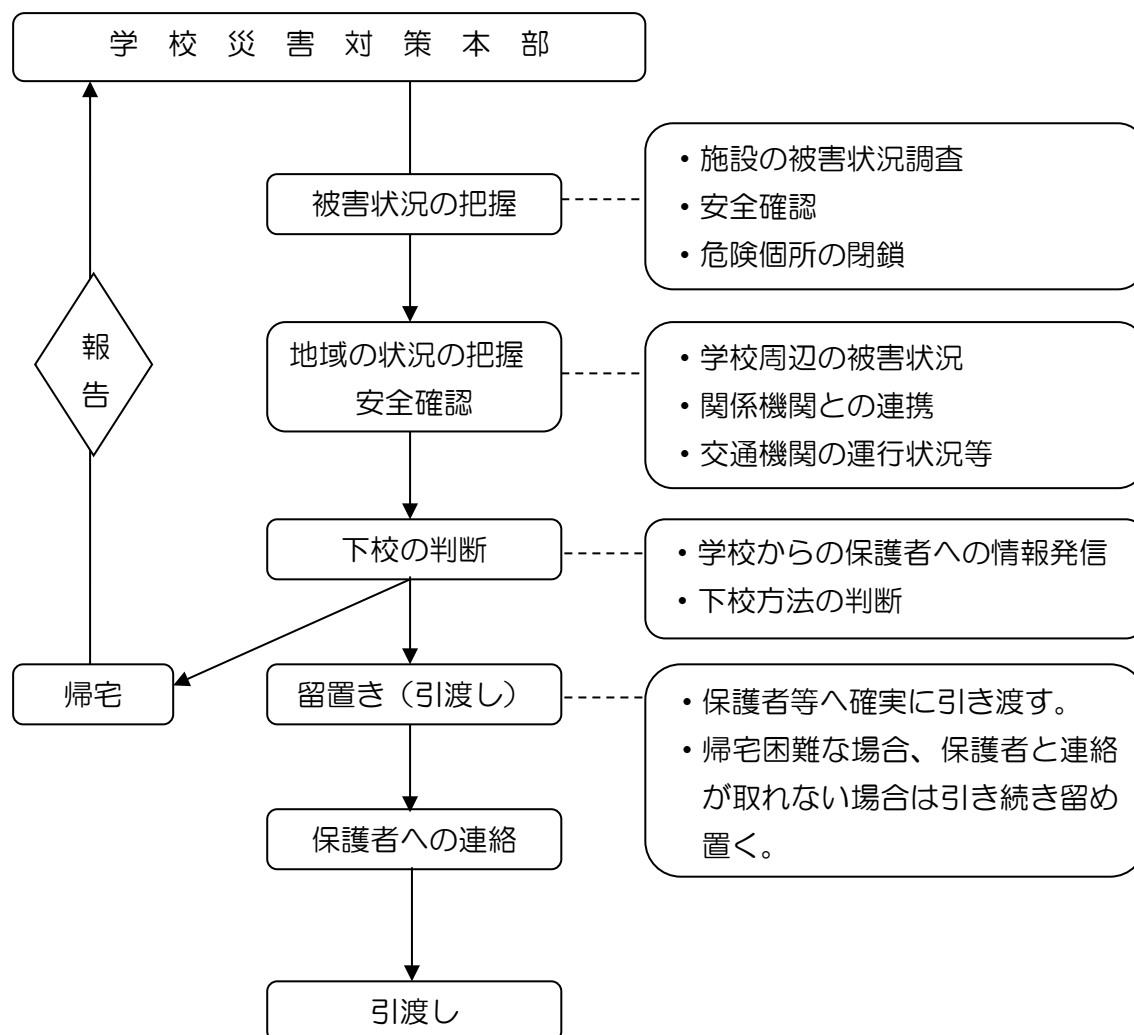 学校災害対策本部
被害状況の把握
・施設の被害状況調査
・安全確認
・危険個所の閉鎖
報
告
地域の状況の把握
安全確認
・学校周辺の被害状況
・関係機関との連携
・交通機関の運行状況等
下校の判断
・学校からの保護者への情報発信
・下校方法の判断
帰宅
留置き（引渡し）
・保護者等へ確実に引き渡す。
・帰宅困難な場合、保護者と連絡
が取れない場合は引き続き留め
置く。
保護者への連絡
引渡し